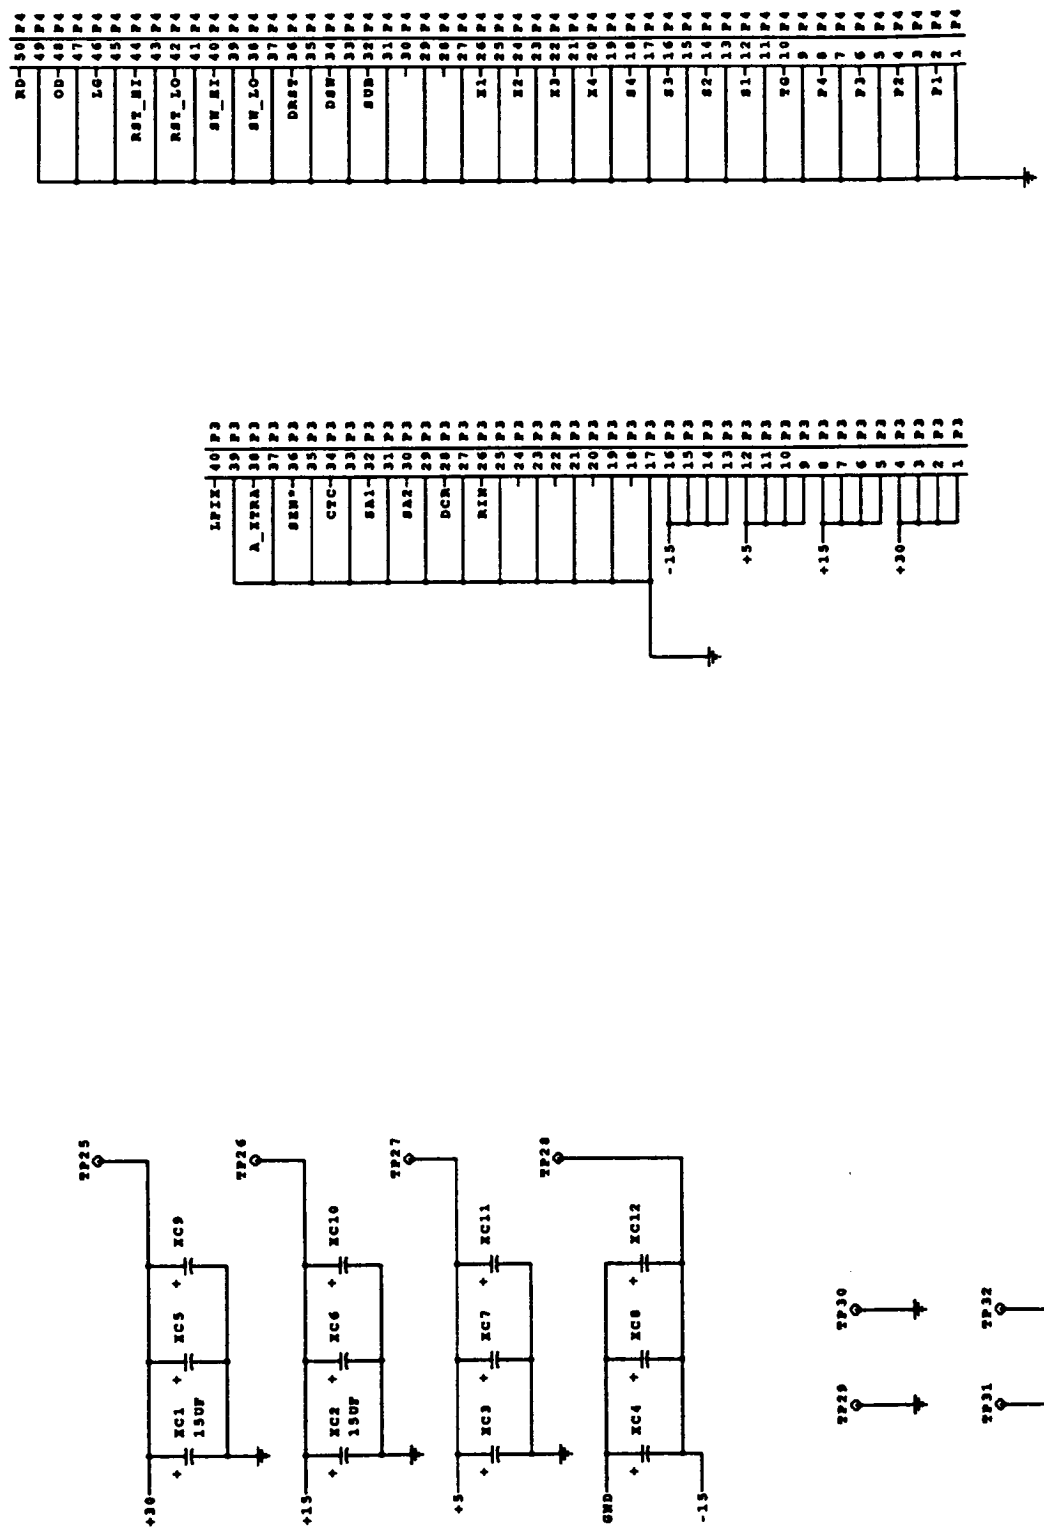 TP25
+30
XC1 XC5 XC9
15UF
TP26
+15
XC2 XC6 XC10
15UF
TP27
+5
XC3 XC7 XC11
TP28
GND
XC4 XC8 XC12
-15
TP29 TP30
TP31 TP32
LPIX 40 P3
39 P3
A_XTRA 38 P3
37 P3
SEN* 36 P3
35 P3
CTC 34 P3
33 P3
SA1 32 P3
31 P3
SA2 30 P3
29 P3
DCR 28 P3
27 P3
RIN 26 P3
25 P3
24 P3
23 P3
22 P3
21 P3
20 P3
19 P3
18 P3
17 P3
-15 16 P3
15 P3
14 P3
13 P3
+5 12 P3
11 P3
10 P3
9 P3
+15 8 P3
7 P3
6 P3
5 P3
+30 4 P3
3 P3
2 P3
1 P3
RD 50 P4
49 P4
OD 48 P4
47 P4
LG 46 P4
45 P4
RST_HI 44 P4
43 P4
RST_LO 42 P4
41 P4
SW_HI 40 P4
39 P4
SW_LO 38 P4
37 P4
DRST 36 P4
35 P4
DSW 34 P4
33 P4
SUB 32 P4
31 P4
30 P4
29 P4
28 P4
27 P4
X1 26 P4
25 P4
X2 24 P4
23 P4
X3 22 P4
21 P4
X4 20 P4
19 P4
S4 18 P4
17 P4
S3 16 P4
15 P4
S2 14 P4
13 P4
S1 12 P4
11 P4
TG 10 P4
9 P4
P4 8 P4
7 P4
P3 6 P4
5 P4
P2 4 P4
3 P4
P1 2 P4
1 P4